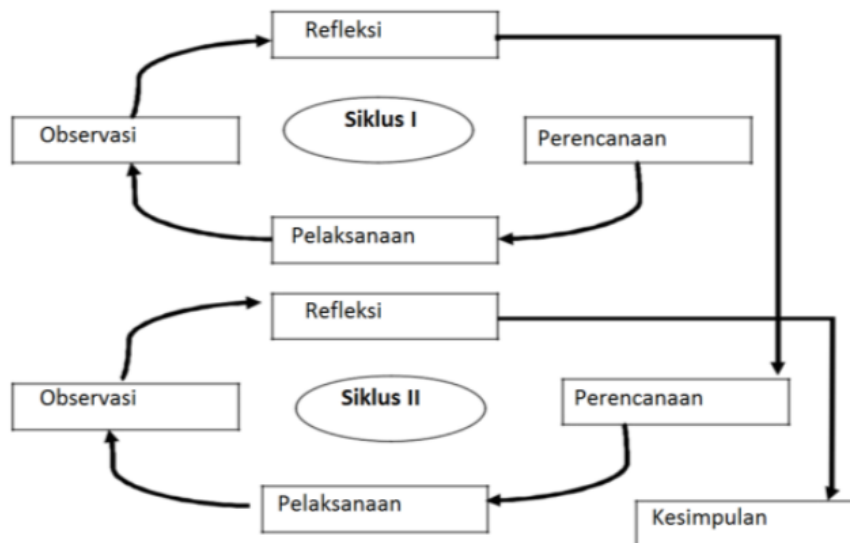 Refleksi
Siklus I
Observasi
Perencanaan
Pelaksanaan
Refleksi
Siklus II
Observasi
Perencanaan
Pelaksanaan
Kesimpulan